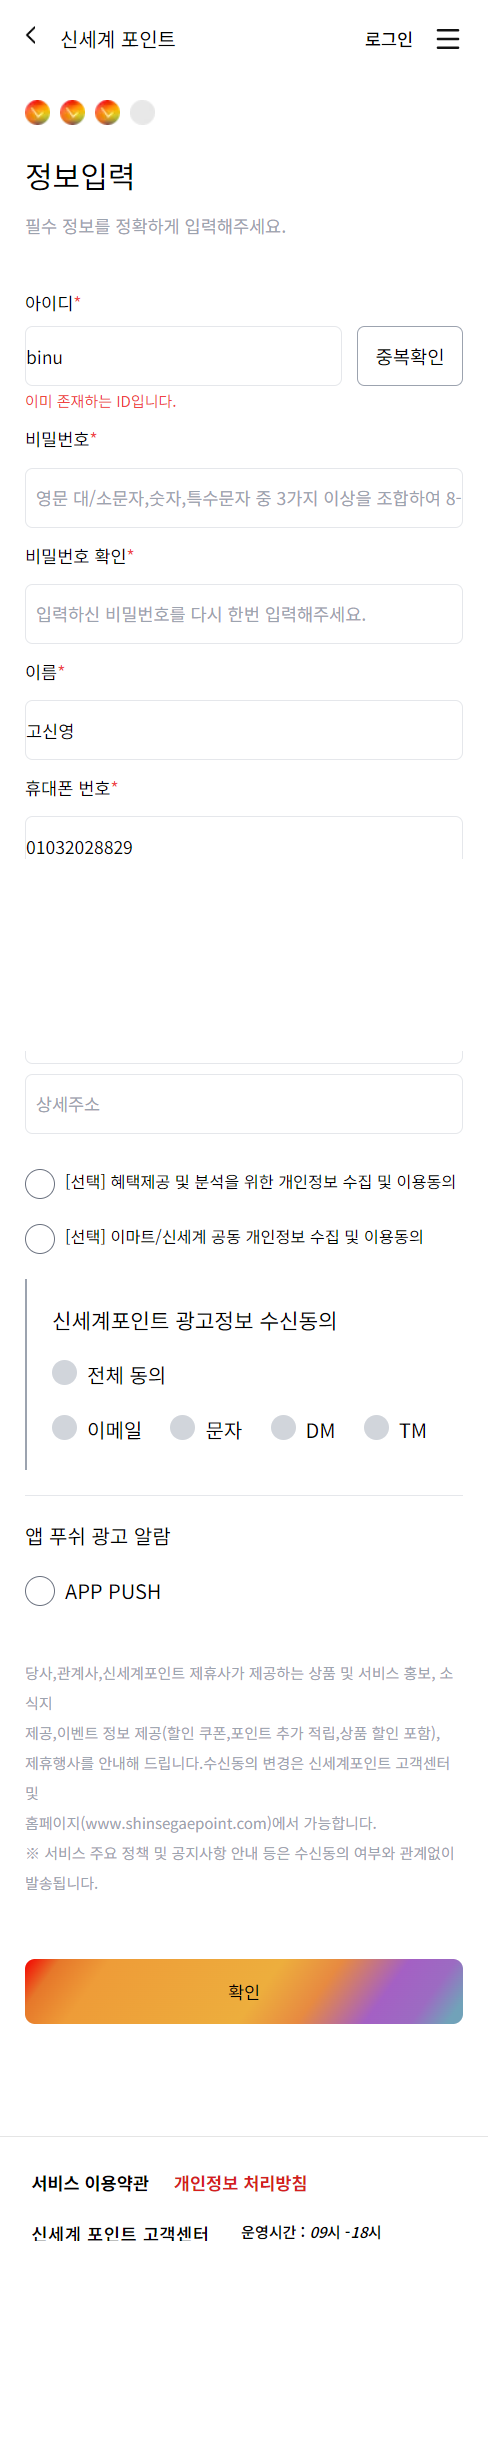 신세계 포인트 로그인
정보입력
필수 정보를 정확하게 입력해주세요.
아이디*
binu 중복확인
이미 존재하는 ID입니다.
비밀번호*
영문 대/소문자,숫자,특수문자 중 3가지 이상을 조합하여 8-
비밀번호 확인*
입력하신 비밀번호를 다시 한번 입력해주세요.
이름*
고신영
휴대폰 번호*
01032028829
상세주소
[선택] 혜택제공 및 분석을 위한 개인정보 수집 및 이용동의
[선택] 이마트/신세계 공동 개인정보 수집 및 이용동의
신세계포인트 광고정보 수신동의
전체 동의
이메일 문자 DM TM
앱 푸쉬 광고 알람
APP PUSH
당사,관계사,신세계포인트 제휴사가 제공하는 상품 및 서비스 홍보, 소
식지
제공,이벤트 정보 제공(할인 쿠폰,포인트 추가 적립,상품 할인 포함),
제휴행사를 안내해 드립니다.수신동의 변경은 신세계포인트 고객센터
및
홈페이지(www.shinsegaepoint.com)에서 가능합니다.
※ 서비스 주요 정책 및 공지사항 안내 등은 수신동의 여부와 관계없이
발송됩니다.
확인
서비스 이용약관 개인정보 처리방침
신세계 포인트 고객센터 운영시간 : 09시 -18시